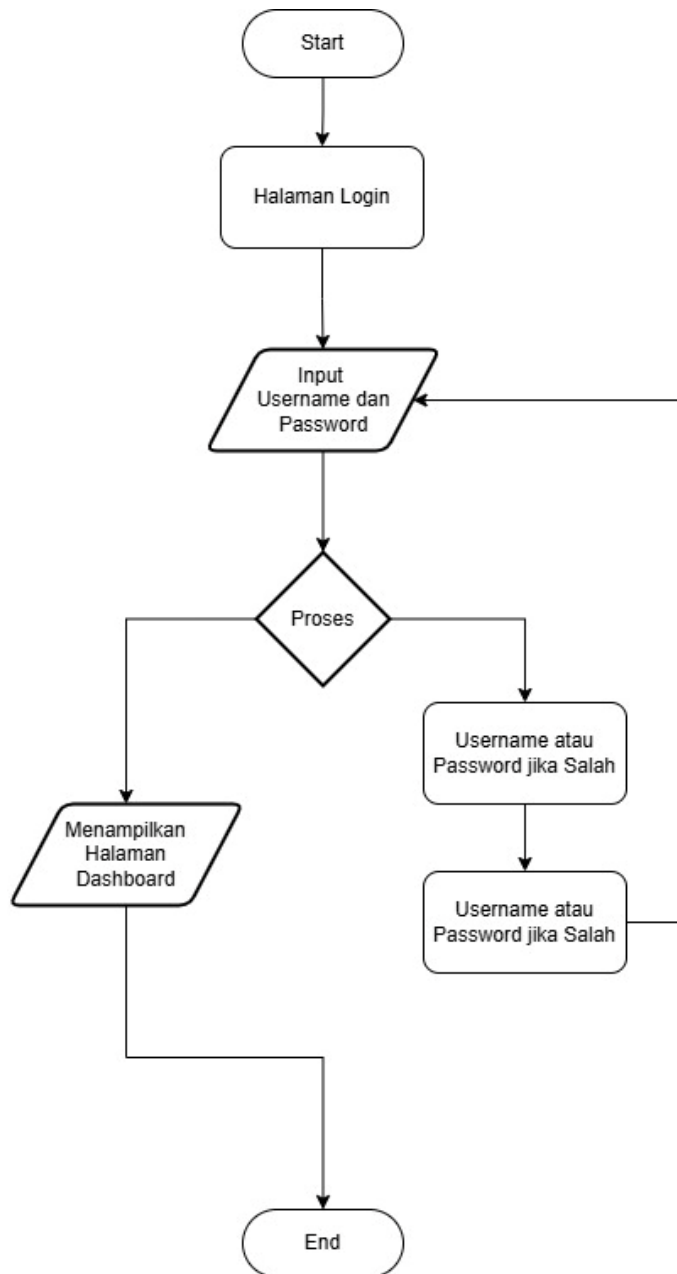 Start
Halaman Login
Input
Username dan
Password
Proses
Username atau
Password jika Salah
Menampilkan
Halaman
Dashboard
Username atau
Password jika Salah
End